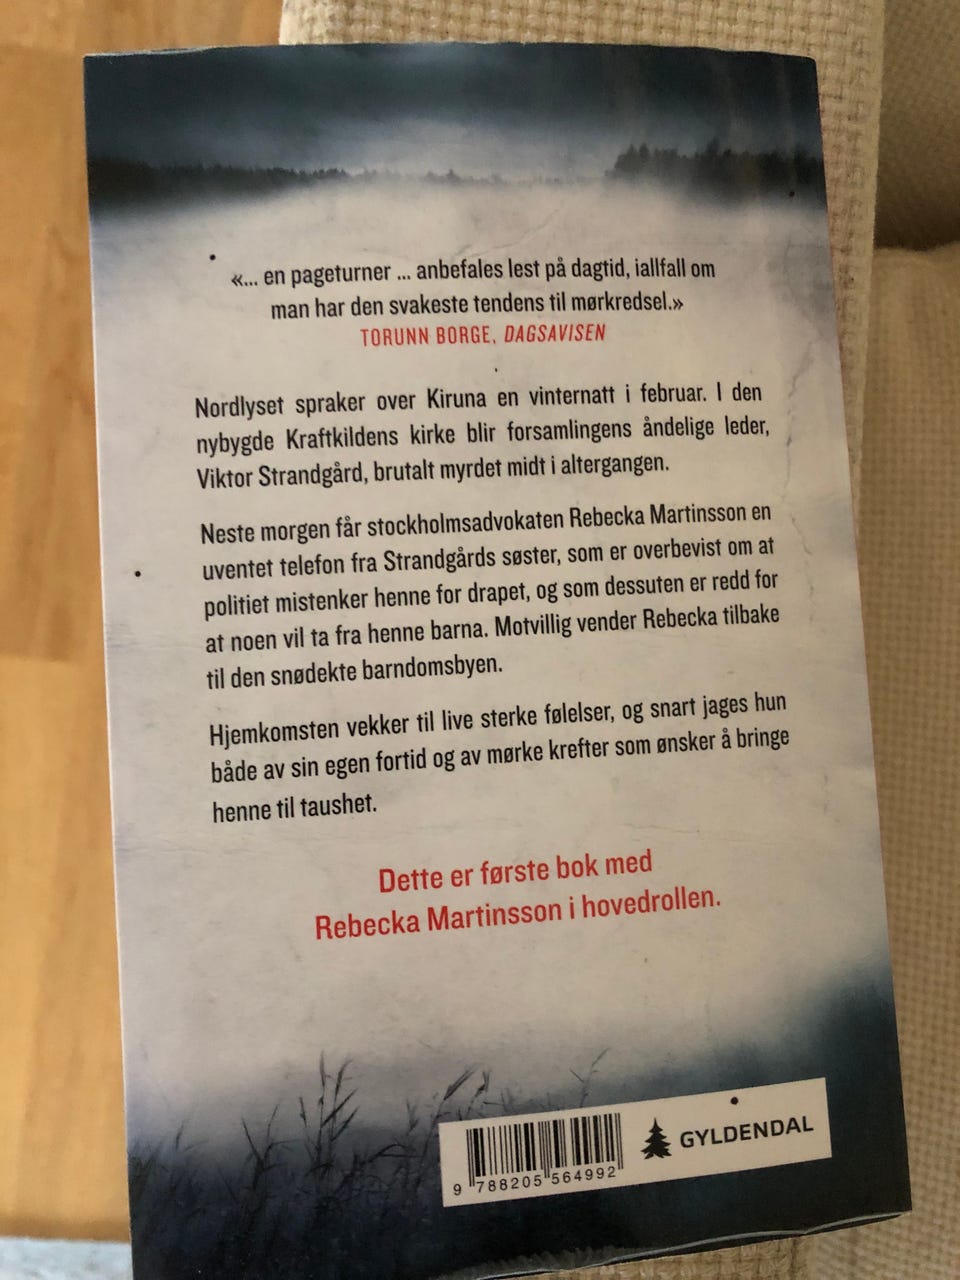 «... en pageturner ... anbefales lest på dagtid, iallfall om
man har den svakeste tendens til mørkredsel.»
TORUNN BORGE, DAGSAVISEN
Nordlyset spraker over Kiruna en vinternatt i februar. I den
nybygde Kraftkildens kirke blir forsamlingens åndelige leder,
Viktor Strandgård, brutalt myrdet midt i altergangen.
Neste morgen får stockholmsadvokaten Rebecka Martinsson en
uventet telefon fra Strandgårds søster, som er overbevist om at
politiet mistenker henne for drapet, og som dessuten er redd for
at noen vil ta fra henne barna. Motvillig vender Rebecka tilbake
til den snødekte barndomsbyen.
Hjemkomsten vekker til live sterke følelser, og snart jages hun
både av sin egen fortid og av mørke krefter som ønsker å bringe
henne til taushet.
Dette er første bok med
Rebecka Martinsson i hovedrollen.
GYLDENDAL
9 788205 564992